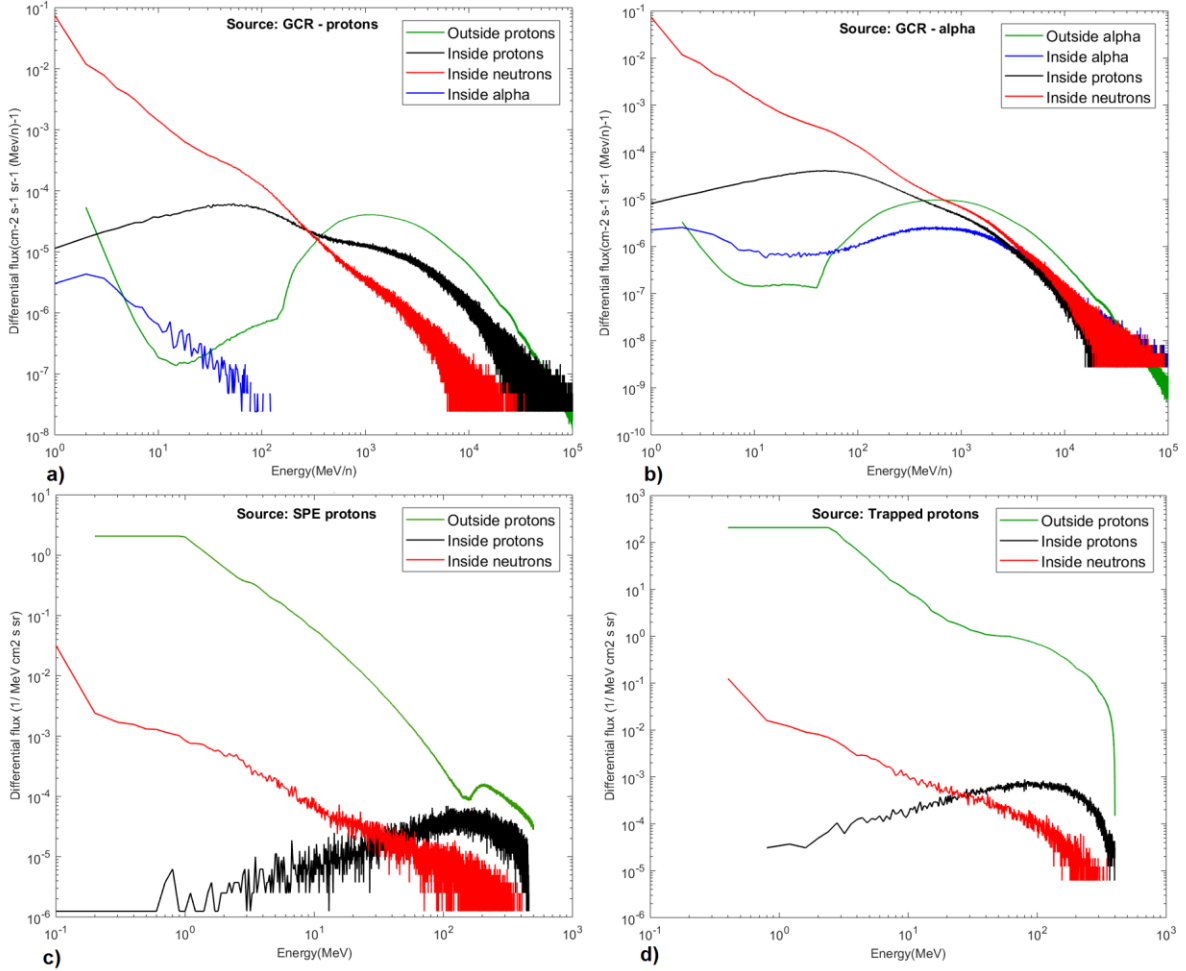 Source: GCR - protons
Outside protons
Inside protons
Inside neutrons
Inside alpha
10^-1
10^-2
10^-3
10^-4
10^-5
10^-6
10^-7
10^-8
Differential flux(cm-2 s-1 sr-1 (Mev/n)-1)
10^0 10^1 10^2 10^3 10^4 10^5
Energy(MeV/n)
a)
Source: GCR - alpha
Outside alpha
Inside alpha
Inside protons
Inside neutrons
10^-1
10^-2
10^-3
10^-4
10^-5
10^-6
10^-7
10^-8
10^-9
10^-10
Differential flux(cm-2 s-1 sr-1 (Mev/n)-1)
10^0 10^1 10^2 10^3 10^4 10^5
Energy(MeV/n)
b)
Source: SPE protons
Outside protons
Inside protons
Inside neutrons
10^1
10^0
10^-1
10^-2
10^-3
10^-4
10^-5
10^-6
Differential flux (1/ MeV cm2 s sr)
10^-1 10^0 10^1 10^2 10^3
Energy(MeV)
c)
Source: Trapped protons
Outside protons
Inside protons
Inside neutrons
10^3
10^2
10^1
10^0
10^-1
10^-2
10^-3
10^-4
10^-5
10^-6
Differential flux (1/ MeV cm2 s sr)
10^-1 10^0 10^1 10^2 10^3
Energy(MeV)
d)